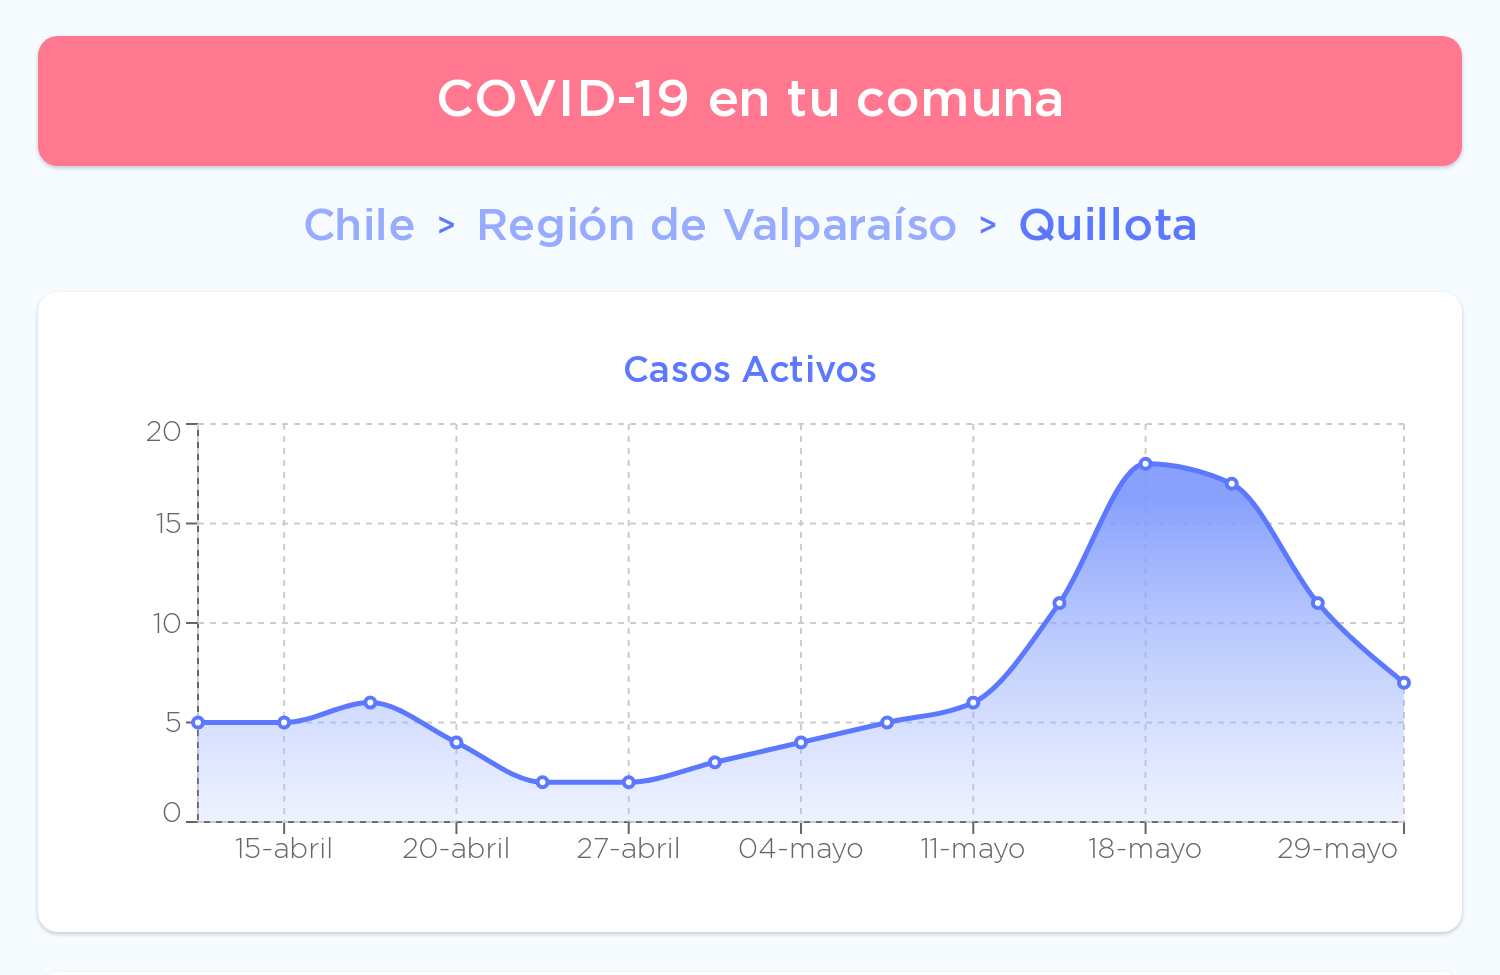 COVID-19 en tu comuna
Chile > Región de Valparaíso > Quillota
Casos Activos
20
15
10
5
0
15-abril 20-abril 27-abril 04-mayo 11-mayo 18-mayo 29-mayo